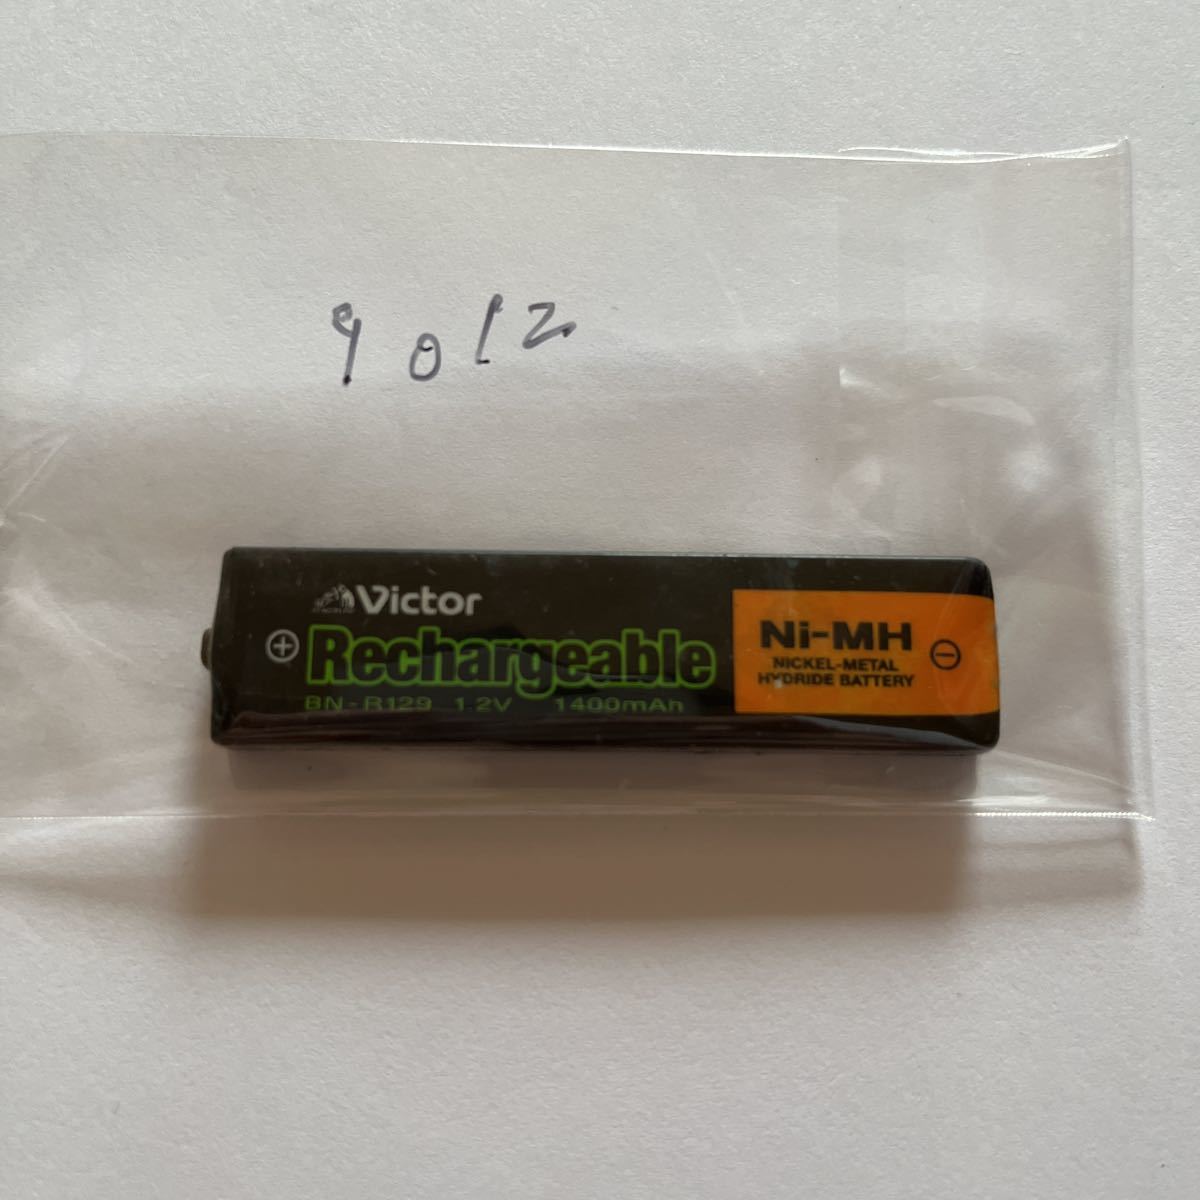 9012
Victor
Rechargeable
BN-R129 1.2V 1400mAh
Ni-MH
NICKEL-METAL
HYDRIDE BATTERY